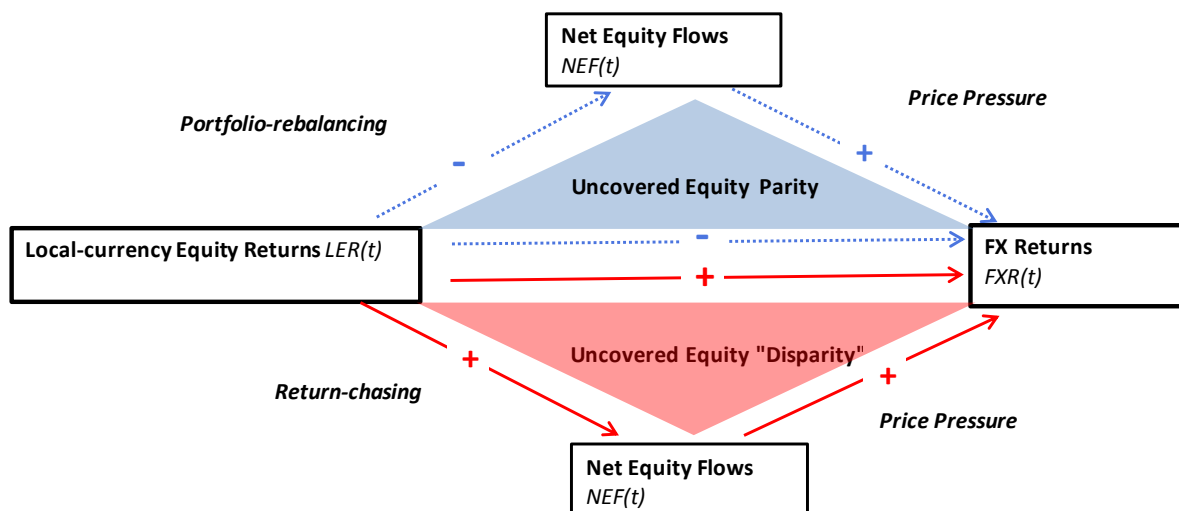 Net Equity Flows
NEF(t)
Portfolio-rebalancing
Price Pressure
-
+
Uncovered Equity Parity
Local-currency Equity Returns LER(t)
-
FX Returns
FXR(t)
+
Uncovered Equity "Disparity"
+
+
Return-chasing
Price Pressure
Net Equity Flows
NEF(t)